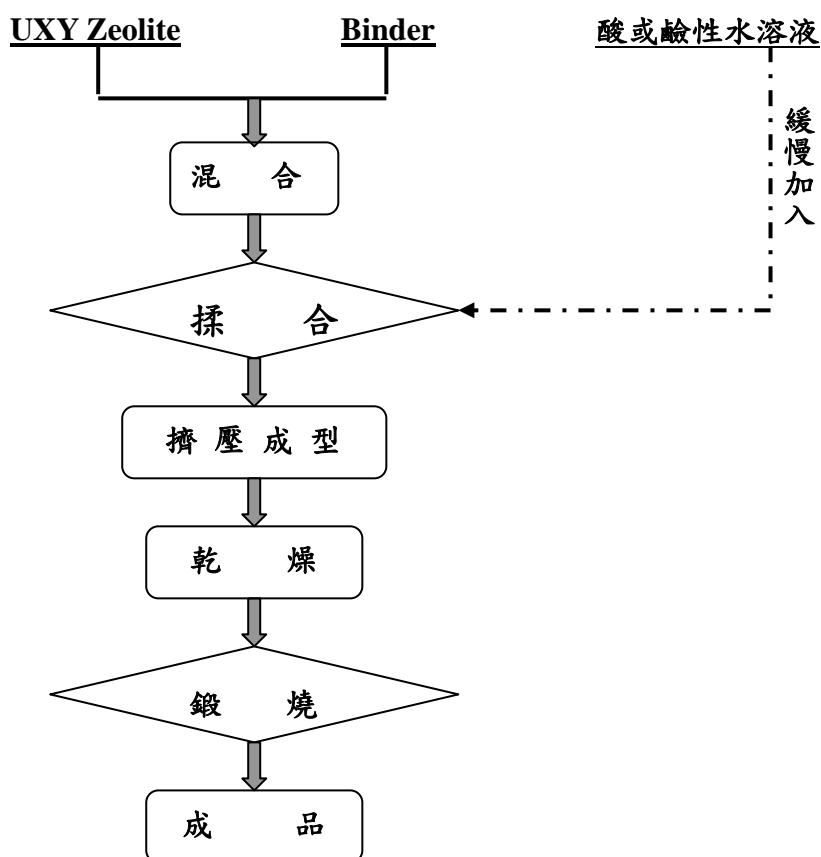 UXY Zeolite
Binder
酸或鹼性水溶液
緩慢加入
混 合
揉 合
擠 壓 成 型
乾 燥
鍛 燒
成 品